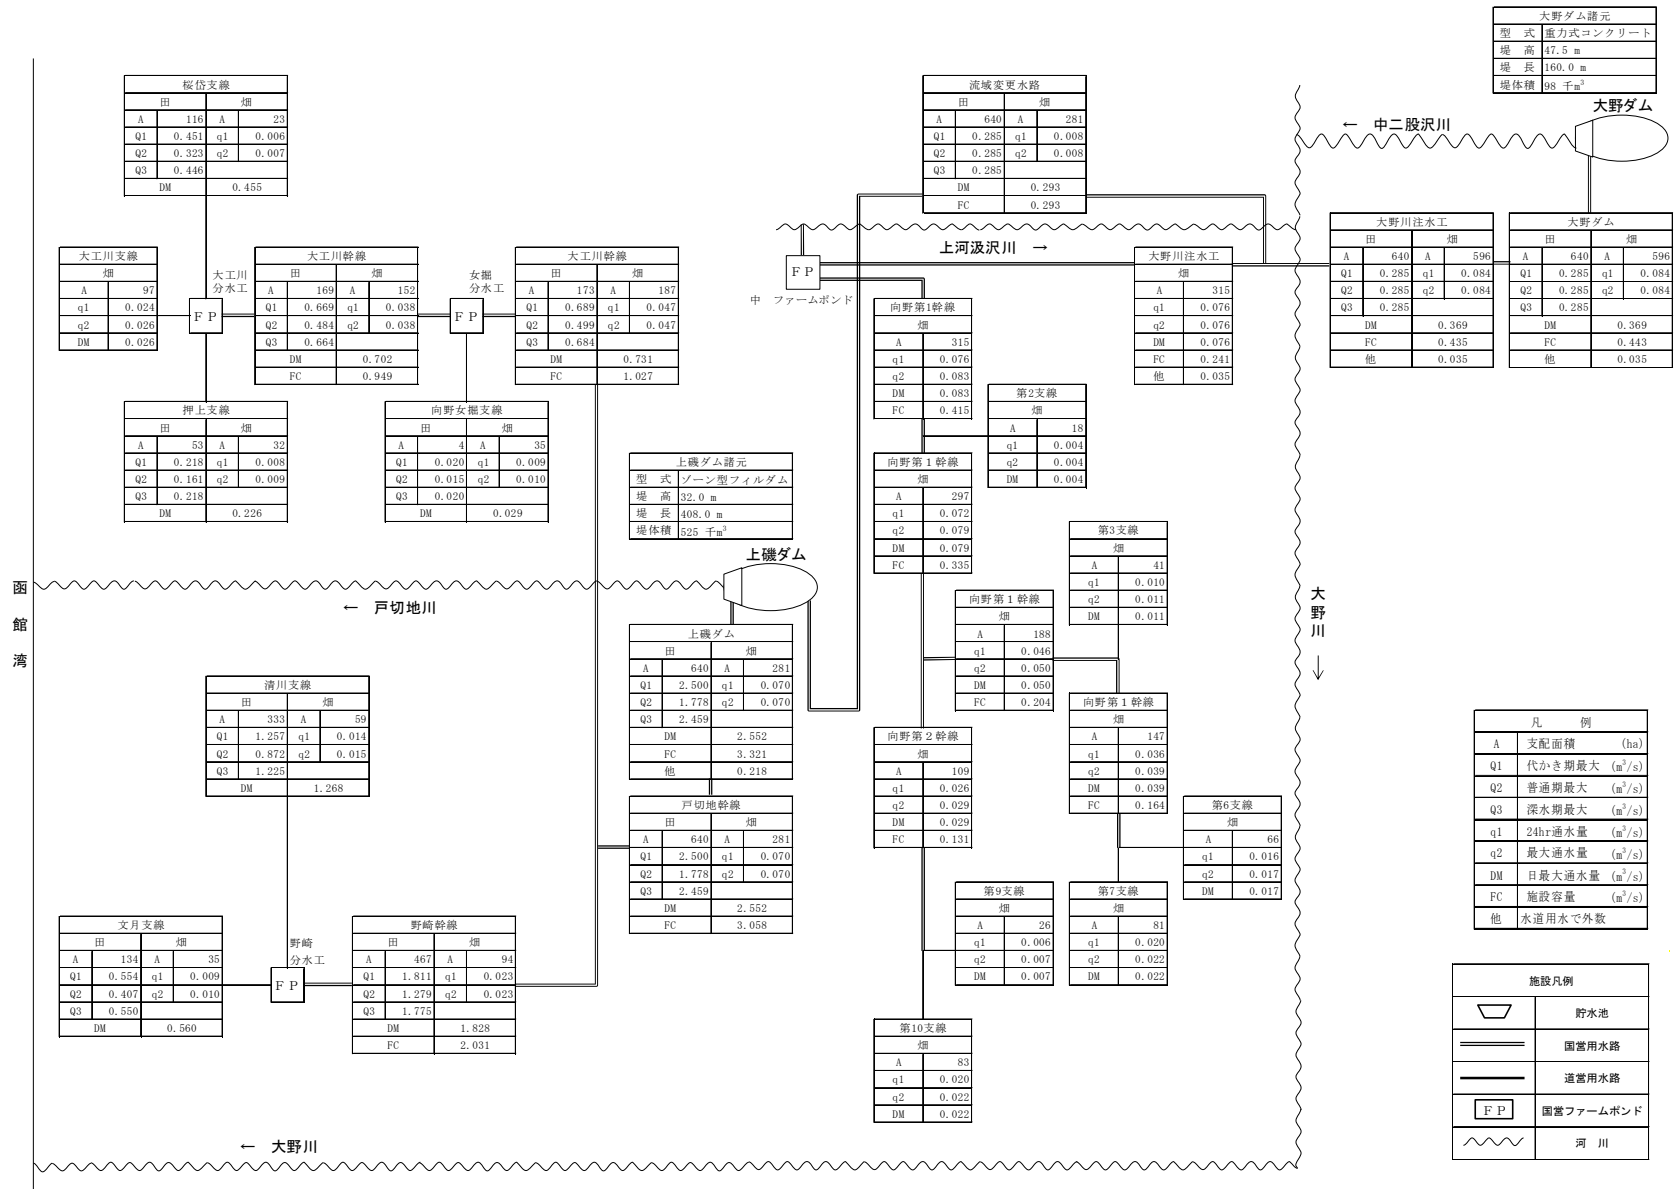 大野ダム諸元
型 式 重力式コンクリート
堤 高 47.5 m
堤 長 160.0 m
堤体積 98 千m³
大野ダム
← 中二股沢川
桜岱支線
田 畑
A 116 A 23
Q1 0.451 q1 0.006
Q2 0.323 q2 0.007
Q3 0.446
DM 0.455
流域変更水路
田 畑
A 640 A 281
Q1 0.285 q1 0.008
Q2 0.285 q2 0.008
Q3 0.285
DM 0.293
FC 0.293
上河汲沢川 →
大工川支線
畑
A 97
q1 0.024
q2 0.026
DM 0.026
大工川
分水工
FP
大工川幹線
田 畑
A 169 A 152
Q1 0.669 q1 0.038
Q2 0.484 q2 0.038
Q3 0.664
DM 0.702
FC 0.949
女掘
分水工
FP
大工川幹線
田 畑
A 173 A 187
Q1 0.689 q1 0.047
Q2 0.499 q2 0.047
Q3 0.684
DM 0.731
FC 1.027
FP
中 ファームポンド
大野川注水工
畑
A 315
q1 0.076
q2 0.076
DM 0.076
FC 0.241
他 0.035
大野川注水工
田 畑
A 640 A 596
Q1 0.285 q1 0.084
Q2 0.285 q2 0.084
Q3 0.285
DM 0.369
FC 0.435
他 0.035
大野ダム
田 畑
A 640 A 596
Q1 0.285 q1 0.084
Q2 0.285 q2 0.084
Q3 0.285
DM 0.369
FC 0.443
他 0.035
向野第1幹線
畑
A 315
q1 0.076
q2 0.083
DM 0.083
FC 0.415
第2支線
畑
A 18
q1 0.004
q2 0.004
DM 0.004
押上支線
田 畑
A 53 A 32
Q1 0.218 q1 0.008
Q2 0.161 q2 0.009
Q3 0.218
DM 0.226
向野女掘支線
田 畑
A 4 A 35
Q1 0.020 q1 0.009
Q2 0.015 q2 0.010
Q3 0.020
DM 0.029
上磯ダム諸元
型 式 ゾーン型フィルダム
堤 高 32.0 m
堤 長 408.0 m
堤体積 525 千m³
上磯ダム
向野第1幹線
畑
A 297
q1 0.072
q2 0.079
DM 0.079
FC 0.335
第3支線
畑
A 41
q1 0.010
q2 0.011
DM 0.011
函館湾
← 戸切地川
大野川
↓
向野第1幹線
畑
A 188
q1 0.046
q2 0.050
DM 0.050
FC 0.204
上磯ダム
田 畑
A 640 A 281
Q1 2.500 q1 0.070
Q2 1.778 q2 0.070
Q3 2.459
DM 2.552
FC 3.321
他 0.218
清川支線
田 畑
A 333 A 59
Q1 1.257 q1 0.014
Q2 0.872 q2 0.015
Q3 1.225
DM 1.268
向野第1幹線
畑
A 147
q1 0.036
q2 0.039
DM 0.039
FC 0.164
向野第2幹線
畑
A 109
q1 0.026
q2 0.029
DM 0.029
FC 0.131
戸切地幹線
田 畑
A 640 A 281
Q1 2.500 q1 0.070
Q2 1.778 q2 0.070
Q3 2.459
DM 2.552
FC 3.058
第6支線
畑
A 66
q1 0.016
q2 0.017
DM 0.017
第9支線
畑
A 26
q1 0.006
q2 0.007
DM 0.007
第7支線
畑
A 81
q1 0.020
q2 0.022
DM 0.022
文月支線
田 畑
A 134 A 35
Q1 0.554 q1 0.009
Q2 0.407 q2 0.010
Q3 0.550
DM 0.560
野崎
分水工
FP
野崎幹線
田 畑
A 467 A 94
Q1 1.811 q1 0.023
Q2 1.279 q2 0.023
Q3 1.775
DM 1.828
FC 2.031
第10支線
畑
A 83
q1 0.020
q2 0.022
DM 0.022
← 大野川
凡 例
A 支配面積 (ha)
Q1 代かき期最大 (m³/s)
Q2 普通期最大 (m³/s)
Q3 深水期最大 (m³/s)
q1 24hr通水量 (m³/s)
q2 最大通水量 (m³/s)
DM 日最大通水量 (m³/s)
FC 施設容量 (m³/s)
他 水道用水で外数
施設凡例
貯水池
国営用水路
道営用水路
FP 国営ファームポンド
河 川